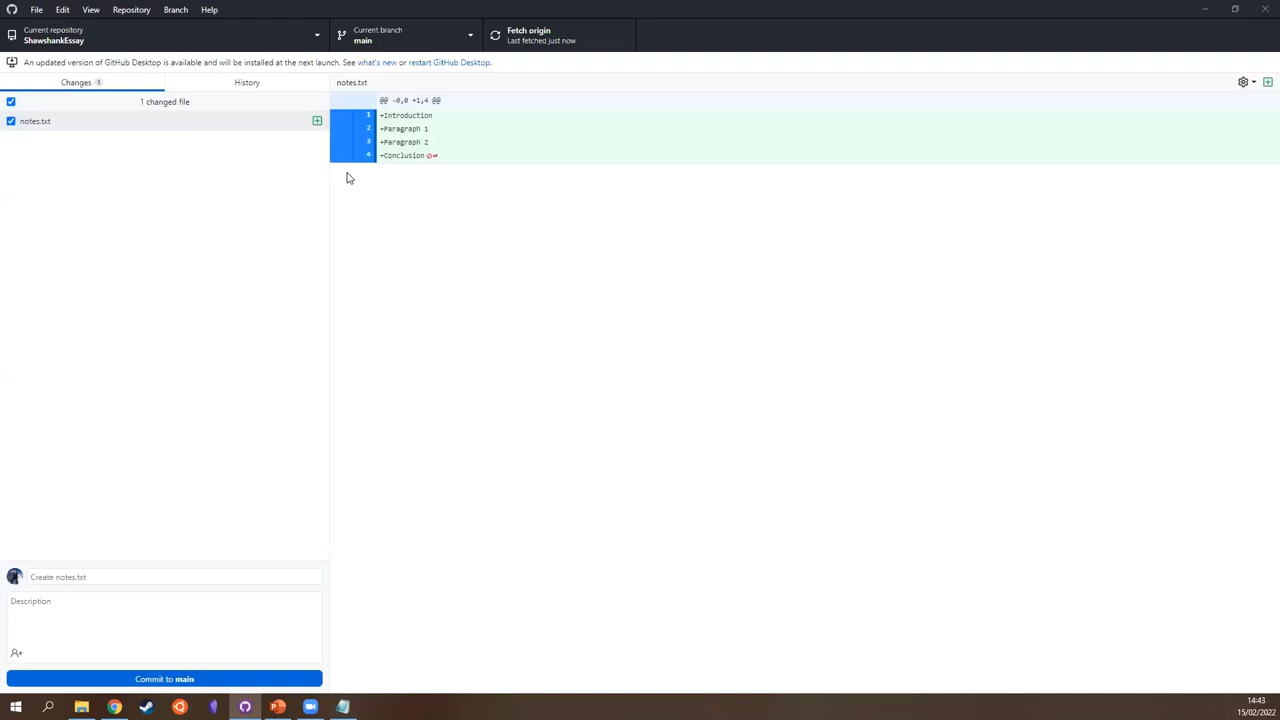 File Edit View Repository Branch Help
Current repository
ShawshankEssay
Current branch
main
Fetch origin
Last fetched just now
An updated version of GitHub Desktop is available and will be installed at the next launch. See what's new or restart GitHub Desktop.
Changes 1
History
notes.txt
1 changed file
@@ -0,0 +1,4 @@
notes.txt
1 +Introduction
2 +Paragraph 1
3 +Paragraph 2
4 +Conclusion
Create notes.txt
Description
Commit to main
14:43
15/02/2022